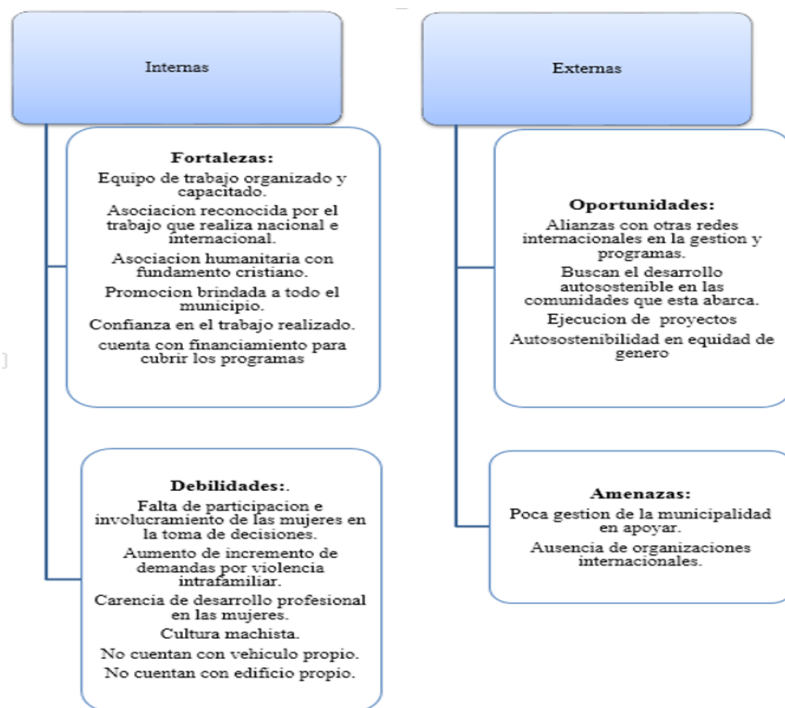 Internas
Fortalezas:
Equipo de trabajo organizado y
capacitado.
Asociacion reconocida por el
trabajo que realiza nacional e
internacional.
Asociacion humanitaria con
fundamento cristiano.
Promocion brindada a todo el
municipio.
Confianza en el trabajo realizado.
cuenta con financiamiento para
cubrir los programas
Debilidades:.
Falta de participacion e
involucramiento de las mujeres en
la toma de decisiones.
Aumento de incremento de
demandas por violencia
intrafamiliar.
Carencia de desarrollo profesional
en las mujeres.
Cultura machista.
No cuentan con vehiculo propio.
No cuentan con edificio propio.
Externas
Oportunidades:
Alianzas con otras redes
internacionales en la gestion y
programas.
Buscan el desarrollo
autosostenible en las
comunidades que esta abarca.
Ejecucion de proyectos
Autosostenibilidad en equidad de
genero
Amenazas:
Poca gestion de la municipalidad
en apoyar.
Ausencia de organizaciones
internacionales.